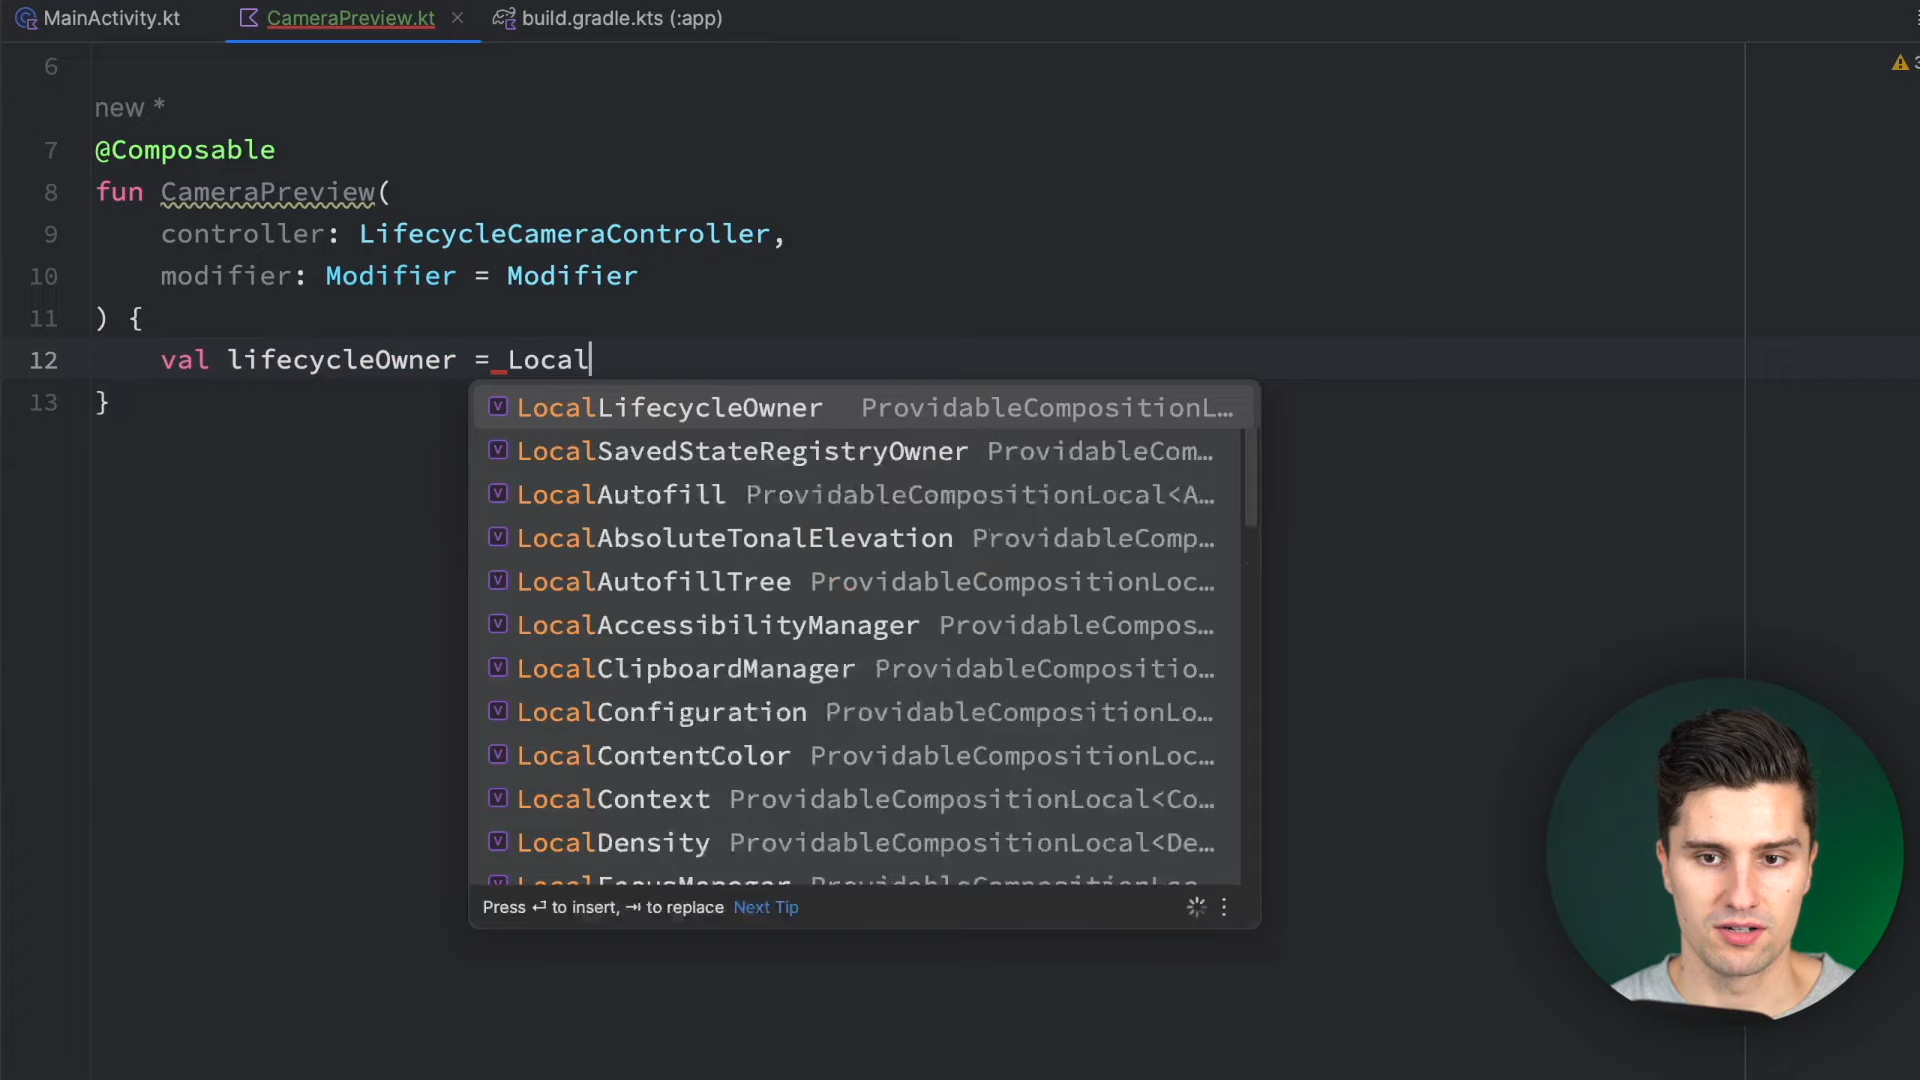 MainActivity.kt
CameraPreview.kt
build.gradle.kts (:app)
6
new *
7 @Composable
8 fun CameraPreview(
9 controller: LifecycleCameraController,
10 modifier: Modifier = Modifier
11 ) {
12 val lifecycleOwner = Local
13 }
LocalLifecycleOwner ProvidableCompositionL…
LocalSavedStateRegistryOwner ProvidableCom…
LocalAutofill ProvidableCompositionLocal<A…
LocalAbsoluteTonalElevation ProvidableComp…
LocalAutofillTree ProvidableCompositionLoc…
LocalAccessibilityManager ProvidableCompos…
LocalClipboardManager ProvidableCompositio…
LocalConfiguration ProvidableCompositionLo…
LocalContentColor ProvidableCompositionLoc…
LocalContext ProvidableCompositionLocal<Co…
LocalDensity ProvidableCompositionLocal<De…
LocalFocusManager ProvidableCompositionLoc…
Press ↵ to insert, ⇥ to replace Next Tip